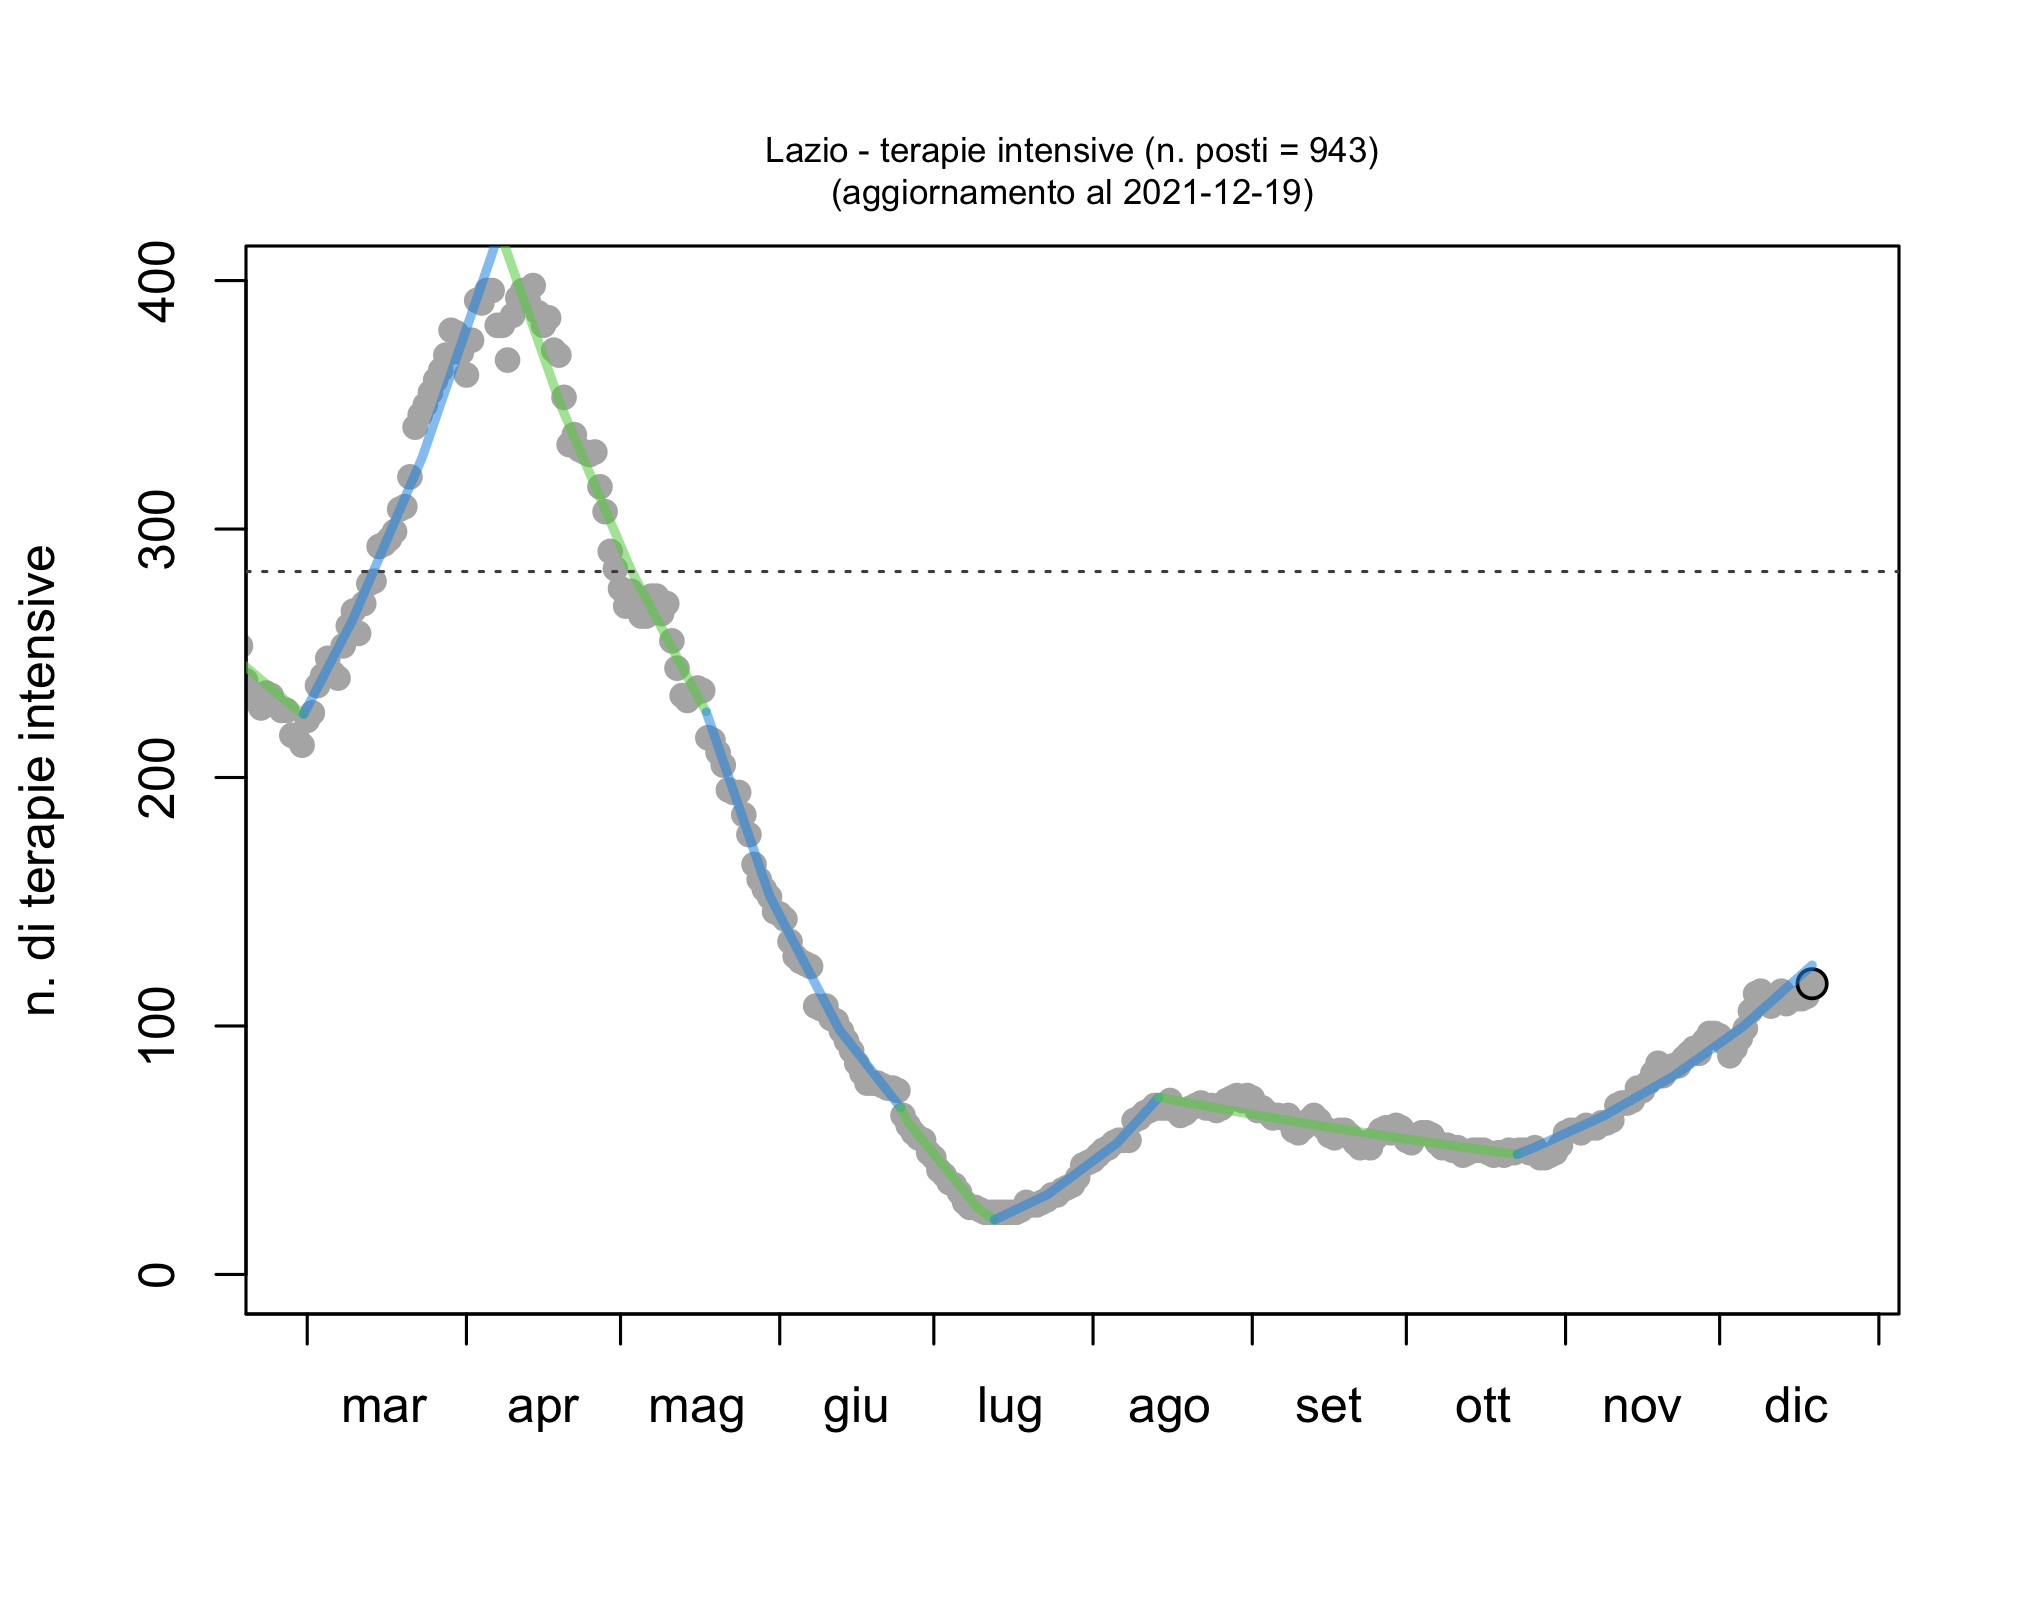 Lazio - terapie intensive (n. posti = 943)
(aggiornamento al 2021-12-19)
n. di terapie intensive
400
300
200
100
0
mar apr mag giu lug ago set ott nov dic